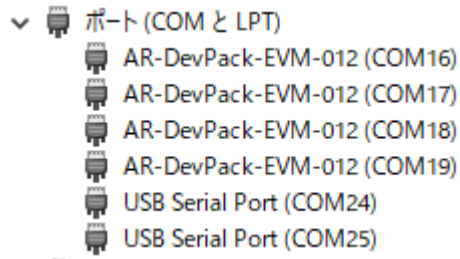 ポート (COM と LPT)
AR-DevPack-EVM-012 (COM16)
AR-DevPack-EVM-012 (COM17)
AR-DevPack-EVM-012 (COM18)
AR-DevPack-EVM-012 (COM19)
USB Serial Port (COM24)
USB Serial Port (COM25)